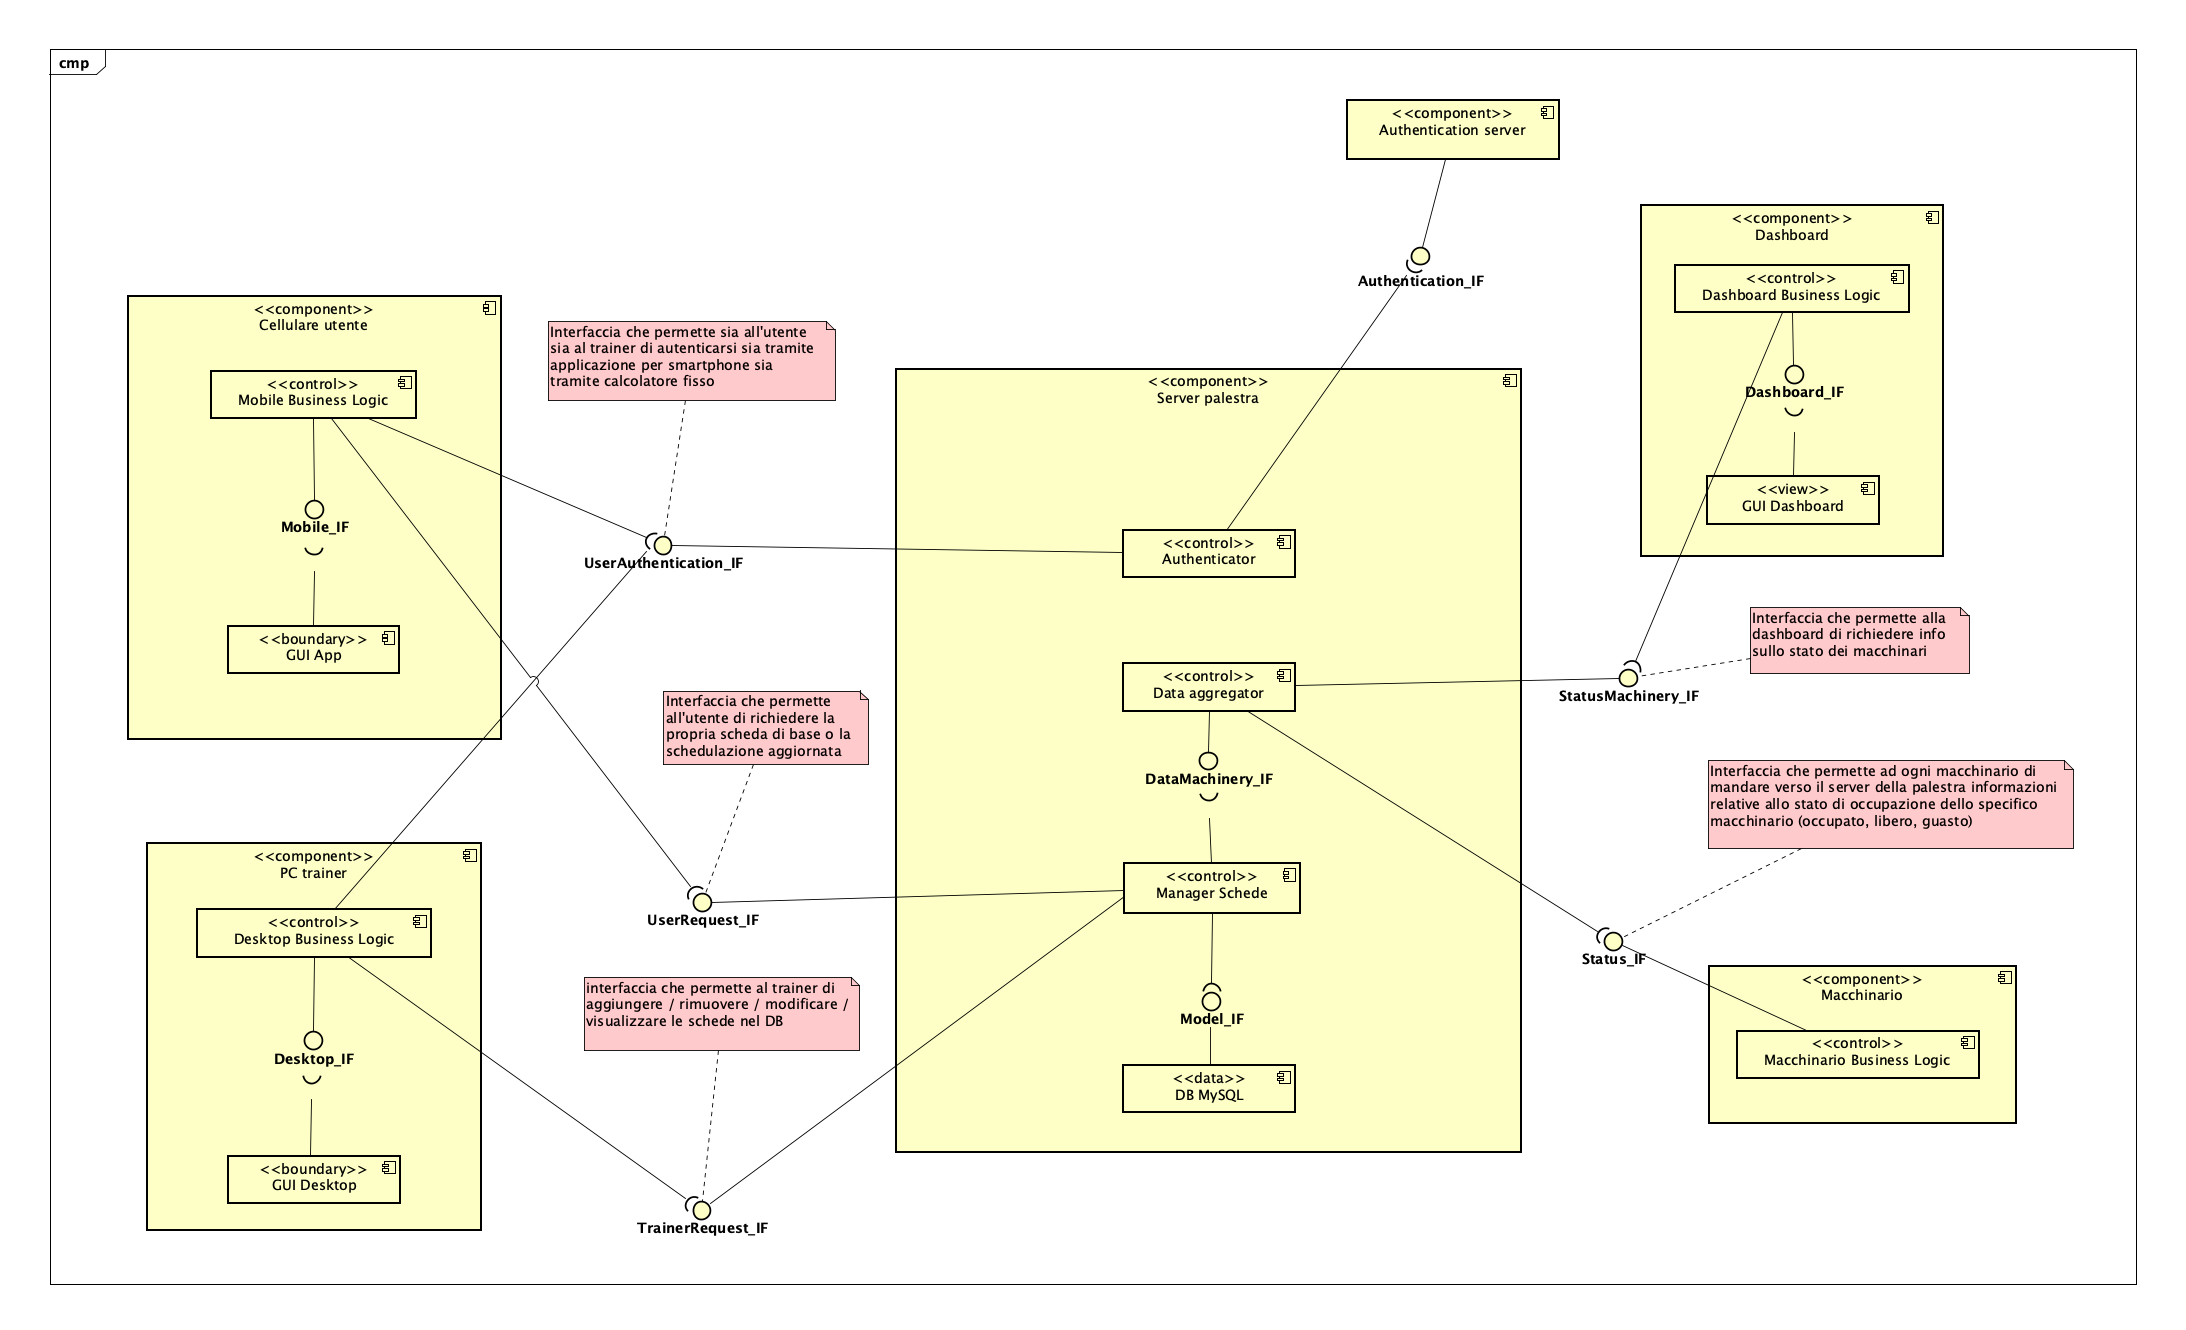 cmp
<<component>>
Authentication server
Authentication_IF
<<component>>
Dashboard
<<control>>
Dashboard Business Logic
Dashboard_IF
<<view>>
GUI Dashboard
<<component>>
Cellulare utente
<<control>>
Mobile Business Logic
Mobile_IF
<<boundary>>
GUI App
Interfaccia che permette sia all'utente
sia al trainer di autenticarsi sia tramite
applicazione per smartphone sia
tramite calcolatore fisso
UserAuthentication_IF
<<component>>
Server palestra
<<control>>
Authenticator
<<control>>
Data aggregator
DataMachinery_IF
<<control>>
Manager Schede
Model_IF
<<data>>
DB MySQL
Interfaccia che permette alla
dashboard di richiedere info
sullo stato dei macchinari
StatusMachinery_IF
Interfaccia che permette
all'utente di richiedere la
propria scheda di base o la
schedulazione aggiornata
UserRequest_IF
Interfaccia che permette ad ogni macchinario di
mandare verso il server della palestra informazioni
relative allo stato di occupazione dello specifico
macchinario (occupato, libero, guasto)
Status_IF
<<component>>
Macchinario
<<control>>
Macchinario Business Logic
<<component>>
PC trainer
<<control>>
Desktop Business Logic
Desktop_IF
<<boundary>>
GUI Desktop
interfaccia che permette al trainer di
aggiungere / rimuovere / modificare /
visualizzare le schede nel DB
TrainerRequest_IF